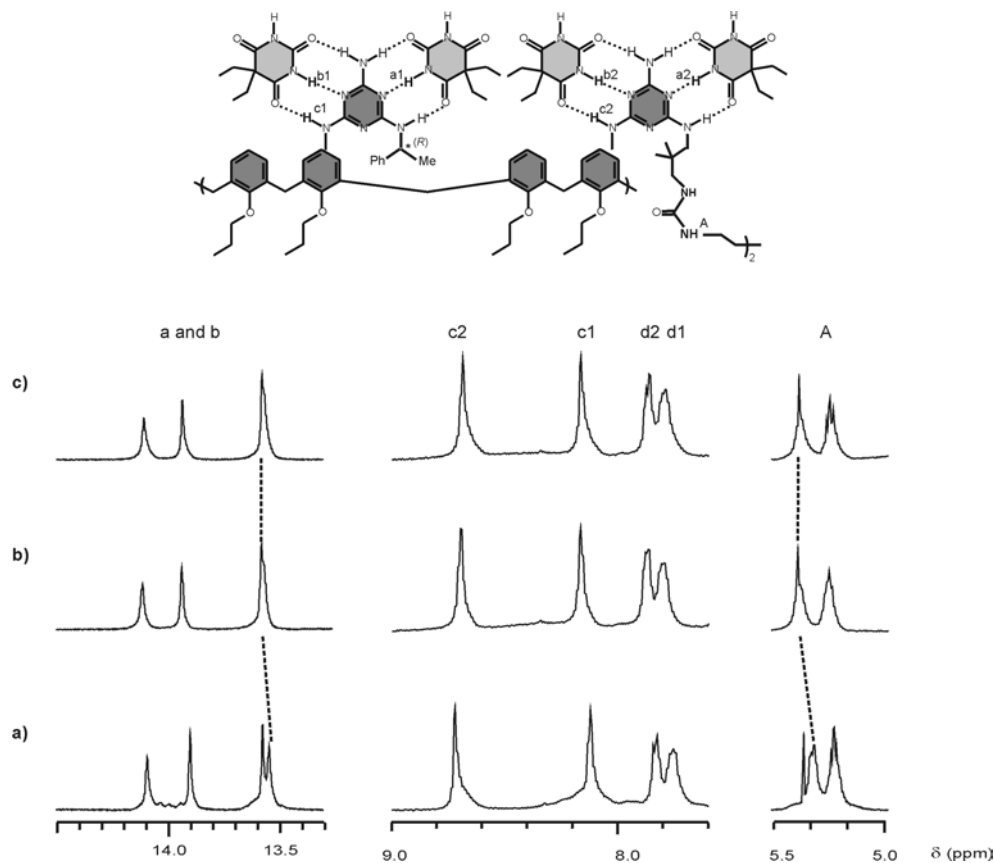 H H H H
O N O H H O N O O N O H H O N O
N N N N
N H b1 a1 H N N H b2 a2 H N
O N N O O N N O
H c1 N H H c2 N H
N N N N N N
* (R)
Ph Me
O O O O
NH
O
NH A
2
a and b c2 c1 d2 d1 A
c)
b)
a)
14.0 13.5 9.0 8.0 5.5 5.0 δ (ppm)